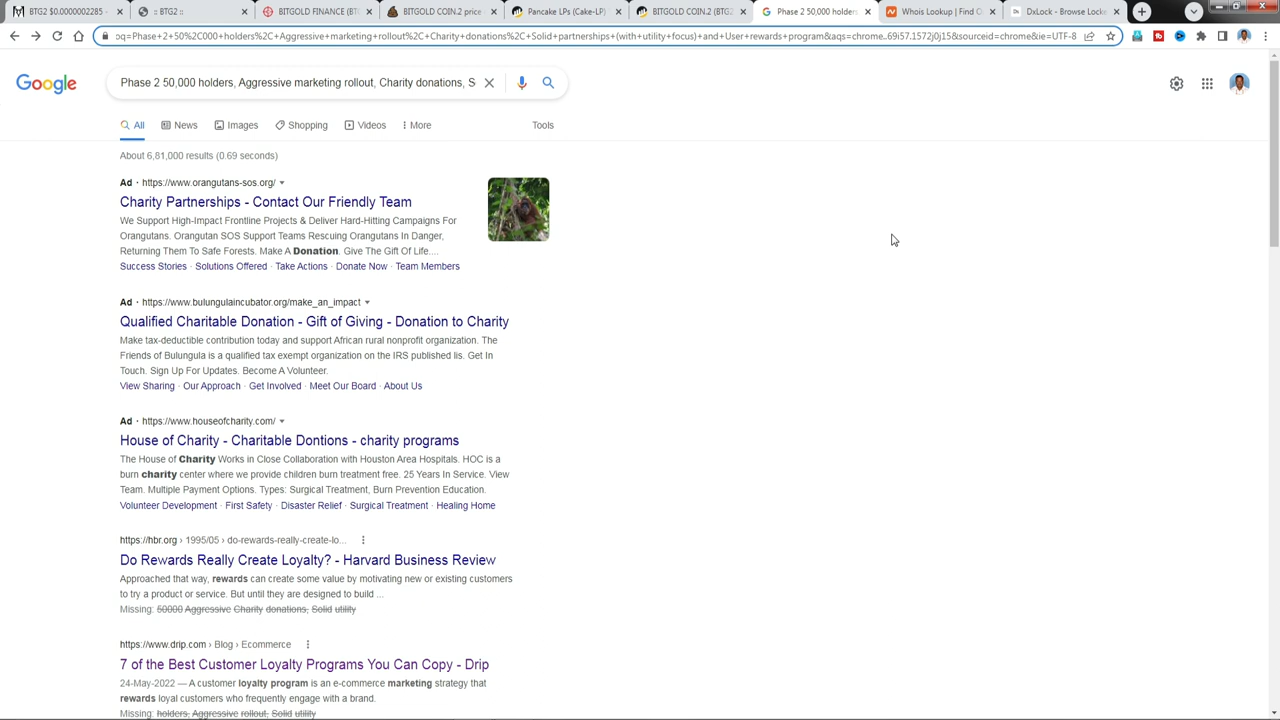 BTG2 $0.0000002285 -
:: BTG2 ::
BITGOLD FINANCE (BTG
BITGOLD COIN.2 price
Pancake LPs (Cake-LP)
BITGOLD COIN.2 (BTG2
Phase 2 50,000 holders
Whois Lookup | Find O
DxLock - Browse Locke
oq=Phase+2+50%2C000+holders%2C+Aggressive+marketing+rollout%2C+Charity+donations%2C+Solid+partnerships+(with+utility+focus)+and+User+rewards+program&aqs=chrome..69i57.1572j0j15&sourceid=chrome&ie=UTF-8
Google
Phase 2 50,000 holders, Aggressive marketing rollout, Charity donations, S
All News Images Shopping Videos More Tools
About 6,81,000 results (0.69 seconds)
Ad · https://www.orangutans-sos.org/
Charity Partnerships - Contact Our Friendly Team
We Support High-Impact Frontline Projects & Deliver Hard-Hitting Campaigns For
Orangutans. Orangutan SOS Support Teams Rescuing Orangutans In Danger,
Returning Them To Safe Forests. Make A Donation. Give The Gift Of Life....
Success Stories · Solutions Offered · Take Actions · Donate Now · Team Members
Ad · https://www.bulungulaincubator.org/make_an_impact
Qualified Charitable Donation - Gift of Giving - Donation to Charity
Make tax-deductible contribution today and support African rural nonprofit organization. The
Friends of Bulungula is a qualified tax exempt organization on the IRS published lis. Get In
Touch. Sign Up For Updates. Become A Volunteer.
View Sharing · Our Approach · Get Involved · Meet Our Board · About Us
Ad · https://www.houseofcharity.com/
House of Charity - Charitable Dontions - charity programs
The House of Charity Works in Close Collaboration with Houston Area Hospitals. HOC is a
burn charity center where we provide children burn treatment free. 25 Years In Service. View
Team. Multiple Payment Options. Types: Surgical Treatment, Burn Prevention Education.
Volunteer Development · First Safety · Disaster Relief · Surgical Treatment · Healing Home
https://hbr.org › 1995/05 › do-rewards-really-create-lo...
Do Rewards Really Create Loyalty? - Harvard Business Review
Approached that way, rewards can create some value by motivating new or existing customers
to try a product or service. But until they are designed to build ...
Missing: 50000 Aggressive Charity donations, Solid utility
https://www.drip.com › Blog › Ecommerce
7 of the Best Customer Loyalty Programs You Can Copy - Drip
24-May-2022 — A customer loyalty program is an e-commerce marketing strategy that
rewards loyal customers who frequently engage with a brand.
Missing: holders, Aggressive rollout, Solid utility